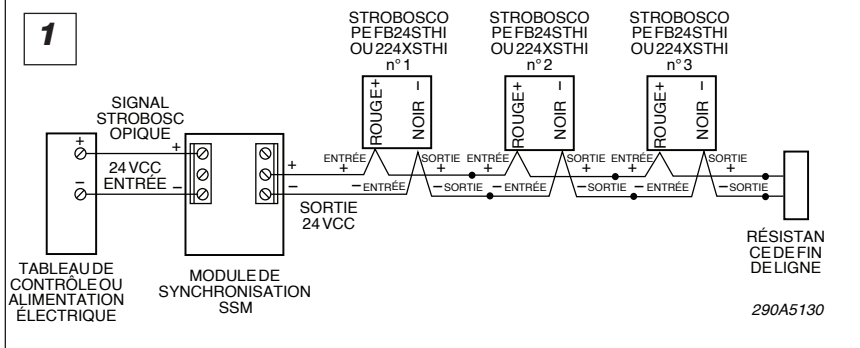 1
STROBOSCO
PE FB24STHI
OU 224XSTHI
n° 1
STROBOSCO
PE FB24STHI
OU 224XSTHI
n° 2
STROBOSCO
PE FB24STHI
OU 224XSTHI
n° 3
ROUGE+
NOIR –
ROUGE+
NOIR –
ROUGE+
NOIR –
SIGNAL
STROBOSC
OPIQUE
+
+
24 VCC
ENTRÉE
–
–
+
–
SORTIE
24 VCC
ENTRÉE
+
SORTIE
+
ENTRÉE
+
SORTIE
+
ENTRÉE
+
SORTIE
+
– ENTRÉE
– SORTIE
– ENTRÉE
– SORTIE
– ENTRÉE
– SORTIE
TABLEAU DE
CONTRÔLE OU
ALIMENTATION
ÉLECTRIQUE
MODULE DE
SYNCHRONISATION
SSM
RÉSISTAN
CE DE FIN
DE LIGNE
290A5130